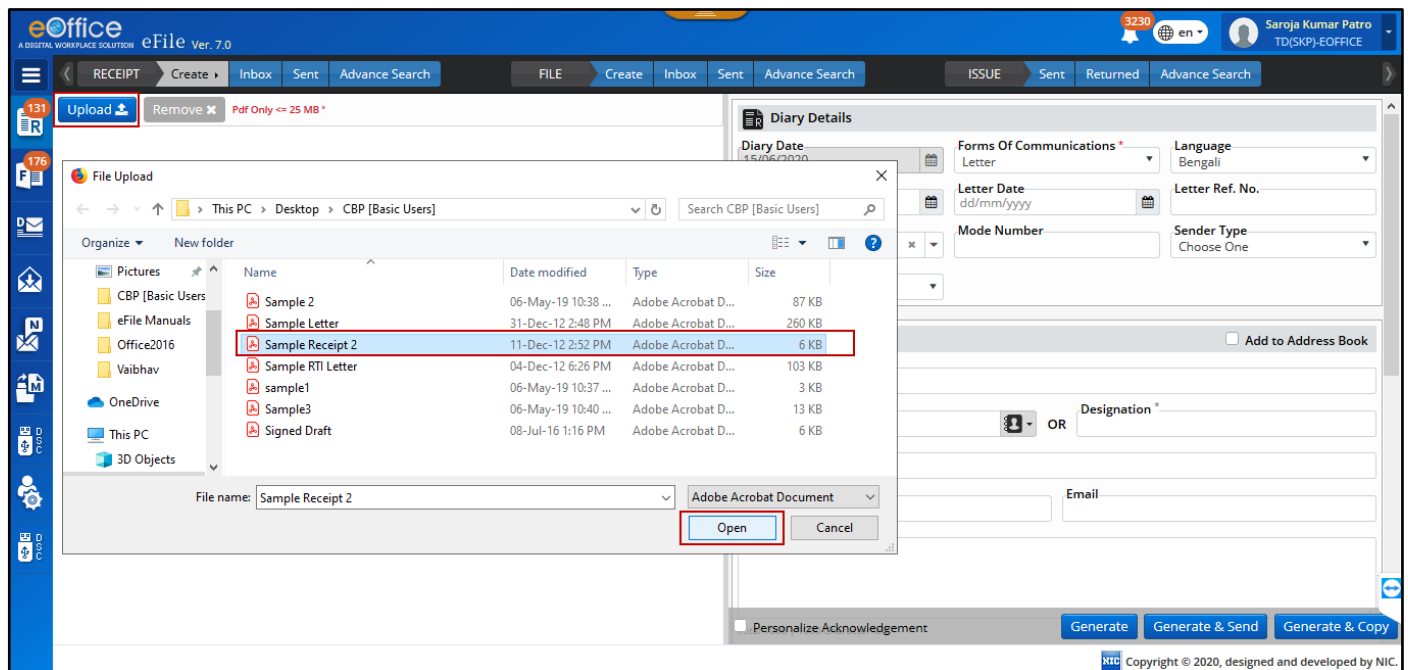 eOffice
A DIGITAL WORKPLACE SOLUTION eFile Ver. 7.0
3230 en Saroja Kumar Patro
TD(SKP)-EOFFICE
RECEIPT Create Inbox Sent Advance Search FILE Create Inbox Sent Advance Search ISSUE Sent Returned Advance Search
131 R
Upload Remove Pdf Only <= 25 MB *
Diary Details
Diary Date Forms Of Communications * Language
15/06/2020 Letter Bengali
176 F
File Upload
Letter Date Letter Ref. No.
dd/mm/yyyy
This PC > Desktop > CBP [Basic Users] Search CBP [Basic Users]
Mode Number Sender Type
Choose One
Organize New folder
Name Date modified Type Size
Pictures
CBP [Basic Users
eFile Manuals
Office2016
Vaibhav
OneDrive
This PC
3D Objects
Sample 2 06-May-19 10:38 ... Adobe Acrobat D... 87 KB
Sample Letter 31-Dec-12 2:48 PM Adobe Acrobat D... 260 KB
Sample Receipt 2 11-Dec-12 2:52 PM Adobe Acrobat D... 6 KB
Sample RTI Letter 04-Dec-12 6:26 PM Adobe Acrobat D... 103 KB
sample1 06-May-19 10:37 ... Adobe Acrobat D... 3 KB
Sample3 06-May-19 10:40 ... Adobe Acrobat D... 13 KB
Signed Draft 08-Jul-16 1:16 PM Adobe Acrobat D... 6 KB
File name: Sample Receipt 2 Adobe Acrobat Document
Open Cancel
Add to Address Book
OR Designation *
Email
D
N
M
DSC
DSC
Personalize Acknowledgement Generate Generate & Send Generate & Copy
NIC Copyright © 2020, designed and developed by NIC.